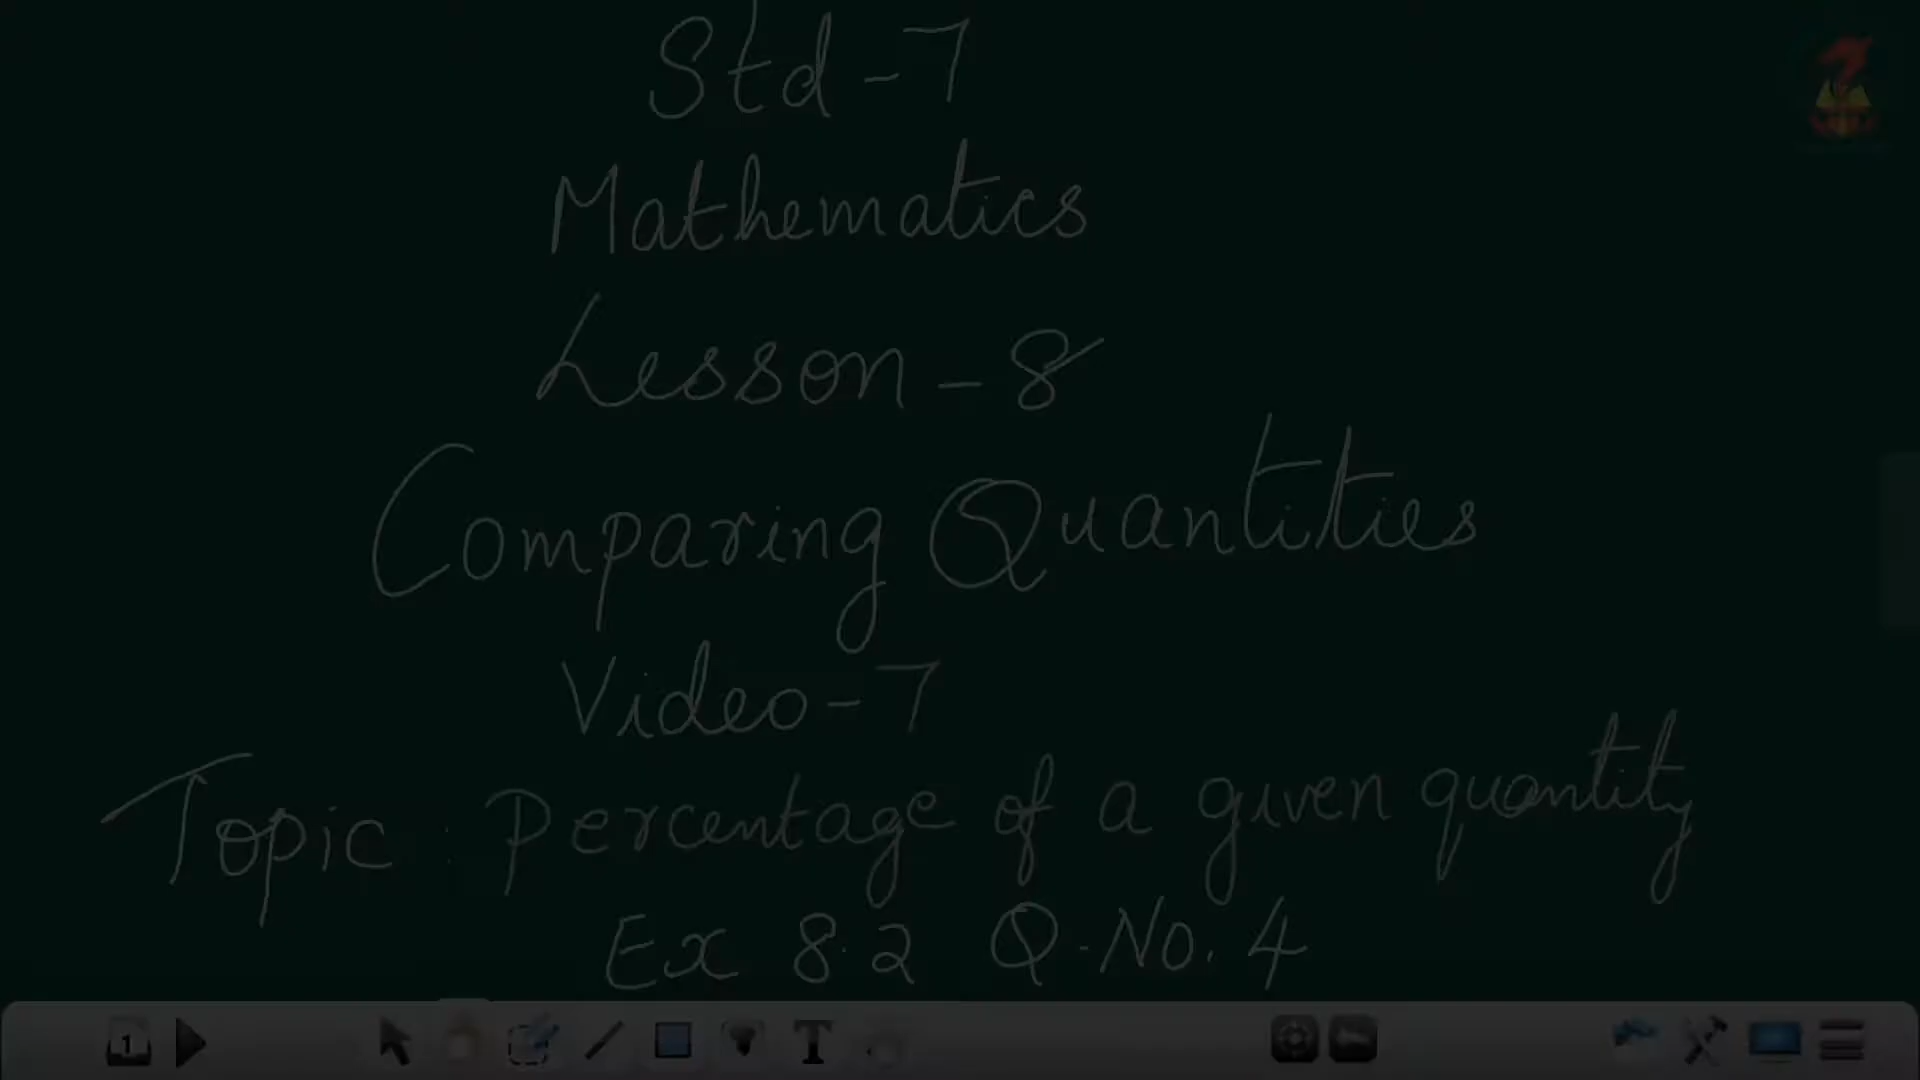 Std-7
Mathematics
Lesson-8
Comparing Quantities
Video-7
Topic : Percentage of a given quantity
Ex 8.2 Q.No. 4
1
T